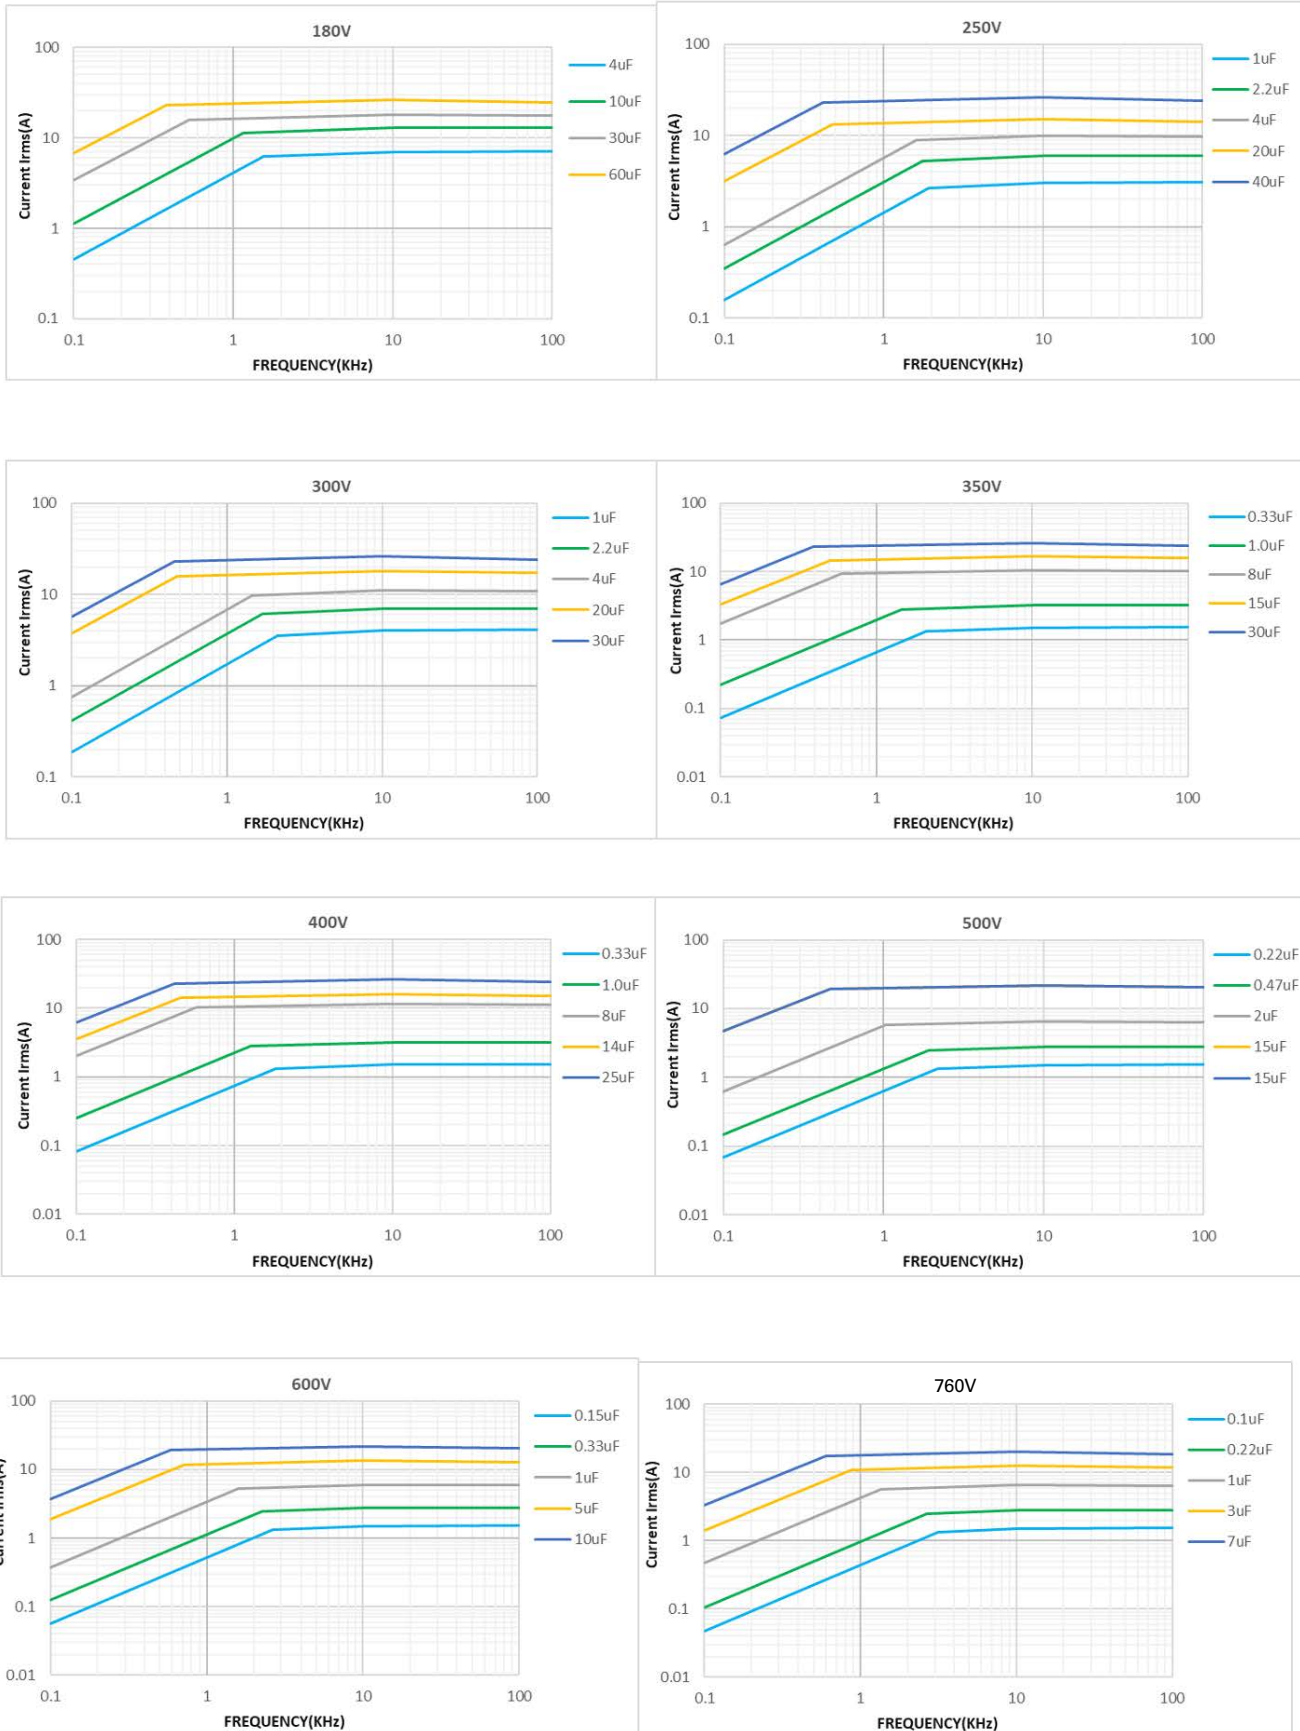 180V
100
10
1
0.1
0.1 1 10 100
Current Irms(A)
FREQUENCY(KHz)
4uF
10uF
30uF
60uF
250V
100
10
1
0.1
0.1 1 10 100
Current Irms(A)
FREQUENCY(KHz)
1uF
2.2uF
4uF
20uF
40uF
300V
100
10
1
0.1
0.1 1 10 100
Current Irms(A)
FREQUENCY(KHz)
1uF
2.2uF
4uF
20uF
30uF
350V
100
10
1
0.1
0.01
0.1 1 10 100
Current Irms(A)
FREQUENCY(KHz)
0.33uF
1.0uF
8uF
15uF
30uF
400V
100
10
1
0.1
0.01
0.1 1 10 100
Current Irms(A)
FREQUENCY(KHz)
0.33uF
1.0uF
8uF
14uF
25uF
500V
100
10
1
0.1
0.01
0.1 1 10 100
Current Irms(A)
FREQUENCY(KHz)
0.22uF
0.47uF
2uF
15uF
15uF
600V
100
10
1
0.1
0.01
0.1 1 10 100
Current Irms(A)
FREQUENCY(KHz)
0.15uF
0.33uF
1uF
5uF
10uF
760V
100
10
1
0.1
0.01
0.1 1 10 100
Current Irms(A)
FREQUENCY(KHz)
0.1uF
0.22uF
1uF
3uF
7uF